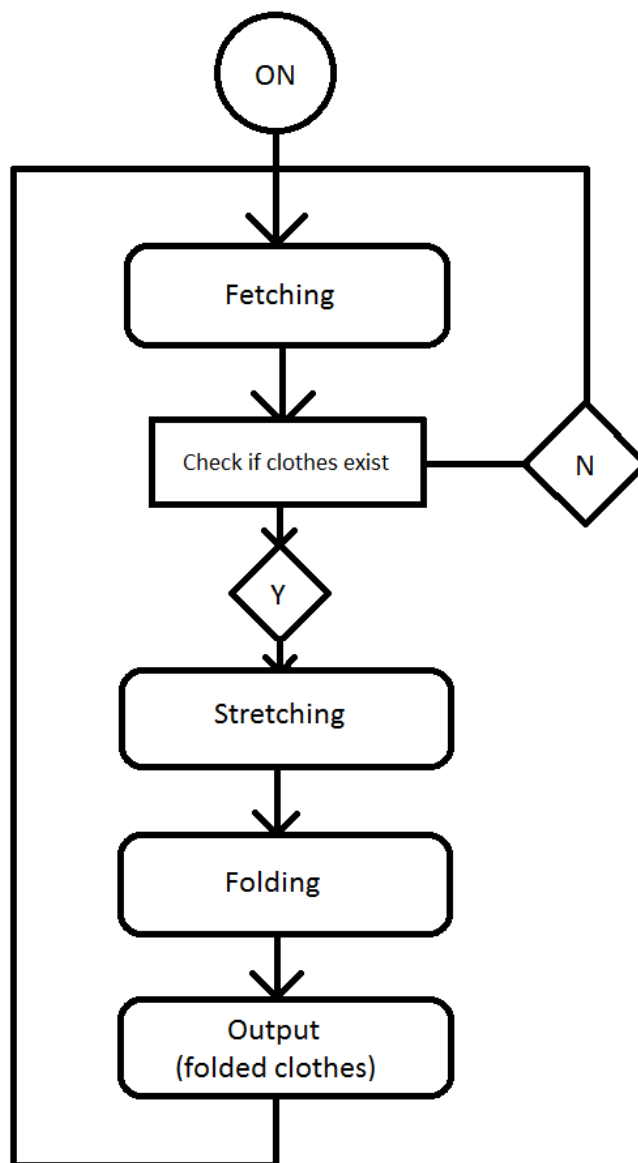 ON
Fetching
Check if clothes exist
N
Y
Stretching
Folding
Output
(folded clothes)